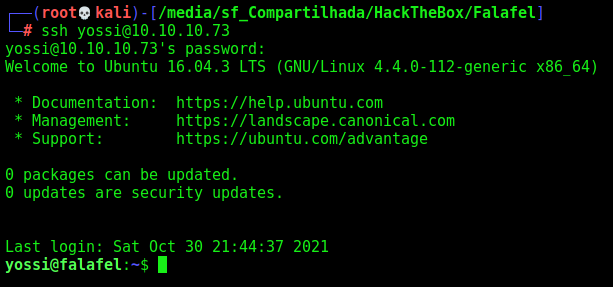 ┌──(root💀kali)-[/media/sf_Compartilhada/HackTheBox/Falafel]
└─# ssh yossi@10.10.10.73
yossi@10.10.10.73's password:
Welcome to Ubuntu 16.04.3 LTS (GNU/Linux 4.4.0-112-generic x86_64)
* Documentation:  https://help.ubuntu.com
* Management:     https://landscape.canonical.com
* Support:        https://ubuntu.com/advantage
0 packages can be updated.
0 updates are security updates.
Last login: Sat Oct 30 21:44:37 2021
yossi@falafel:~$